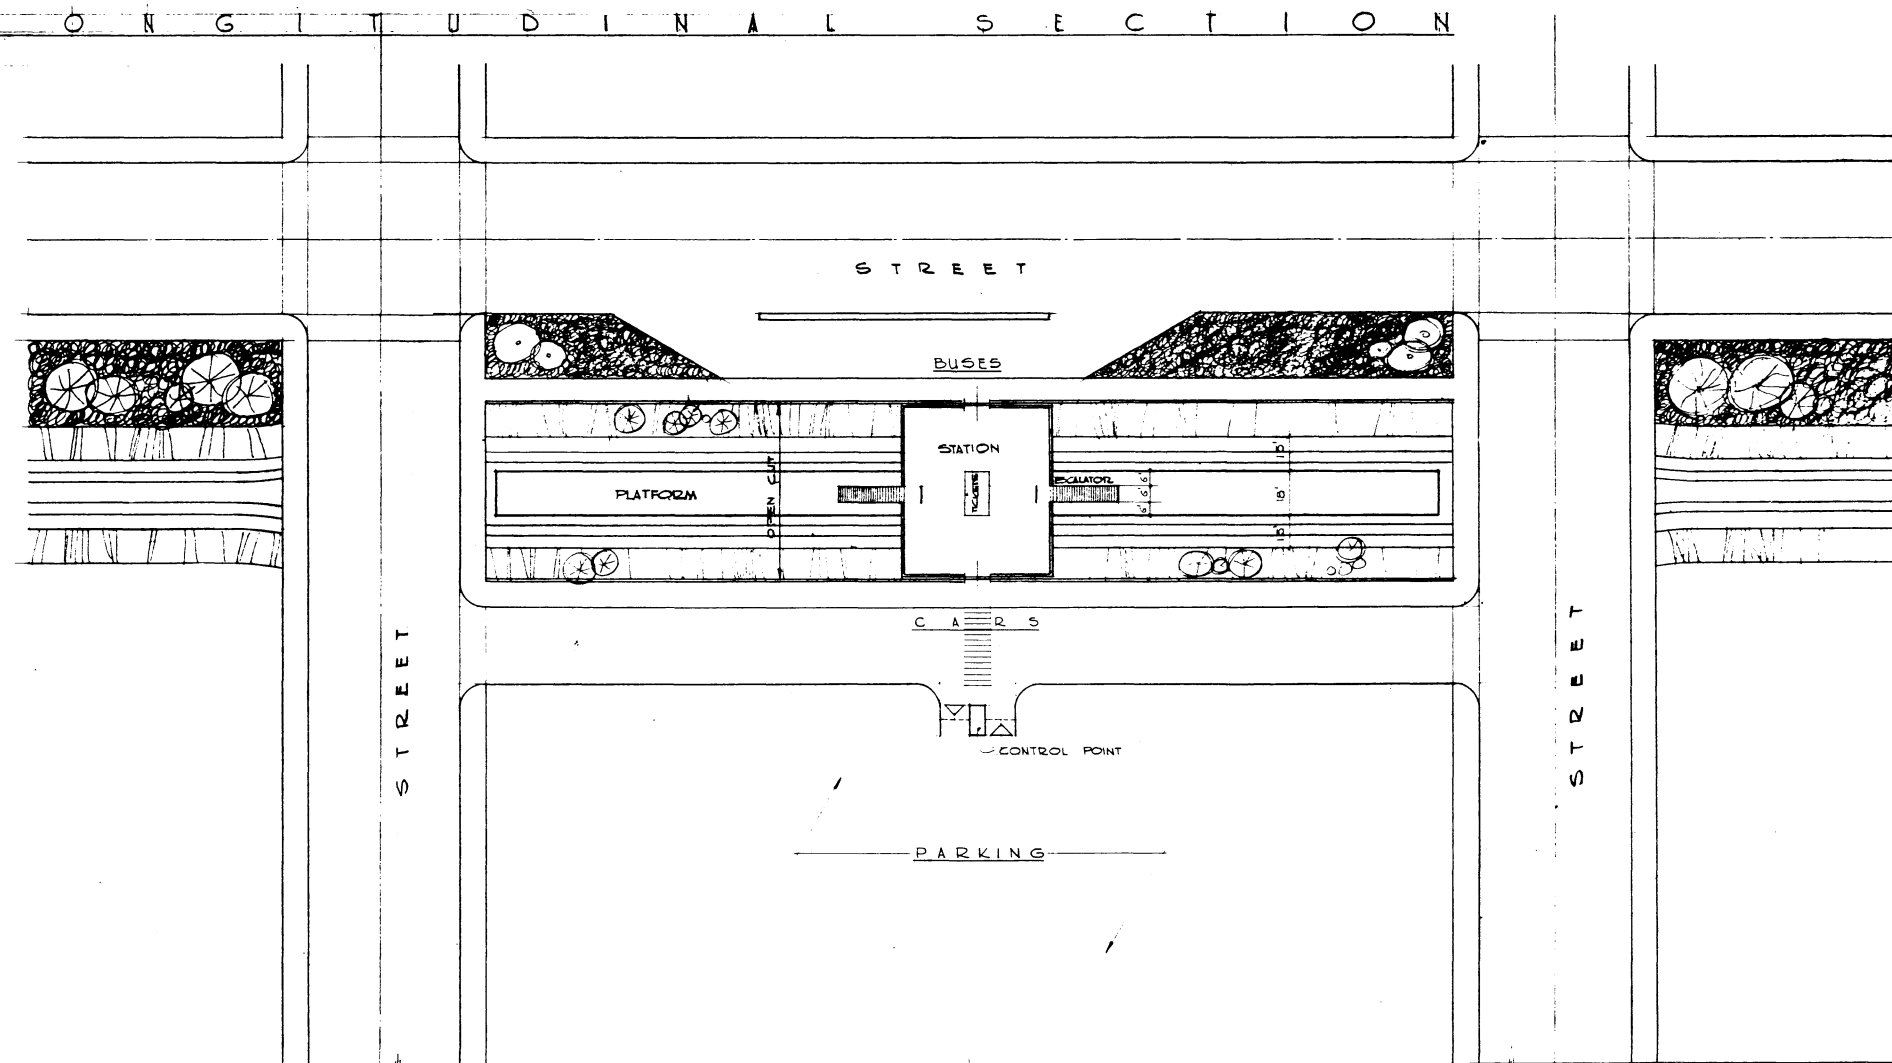 ONGITUDINAL SECTION
STREET
BUSES
STATION
PLATFORM
OPEN CUT
TICKETS
ESCALATOR
6' 6' 6'
15'
18'
15'
CARS
STREET
STREET
CONTROL POINT
PARKING